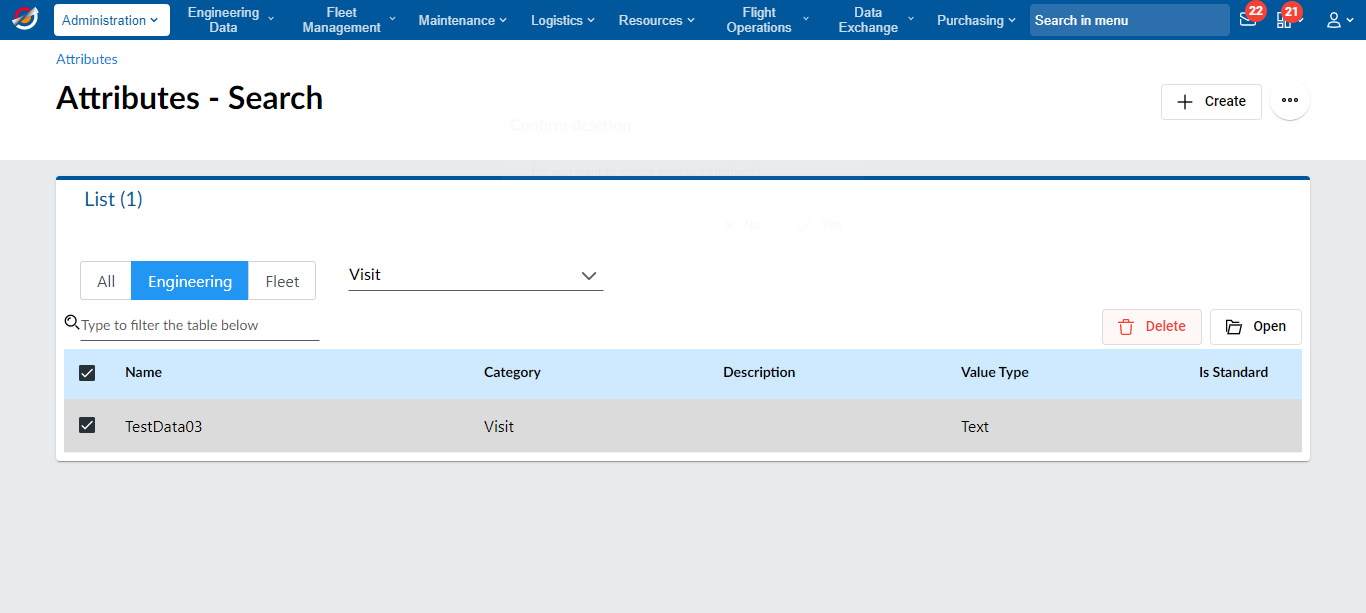 Administration
Engineering
Data
Fleet
Management
Maintenance
Logistics
Resources
Flight
Operations
Data
Exchange
Purchasing
Search in menu
22
21
Attributes
Attributes - Search
Create
Confirm deletion
List (1)
No
Yes
All
Engineering
Fleet
Visit
Type to filter the table below
Delete
Open
Name Category Description Value Type Is Standard
TestData03 Visit Text